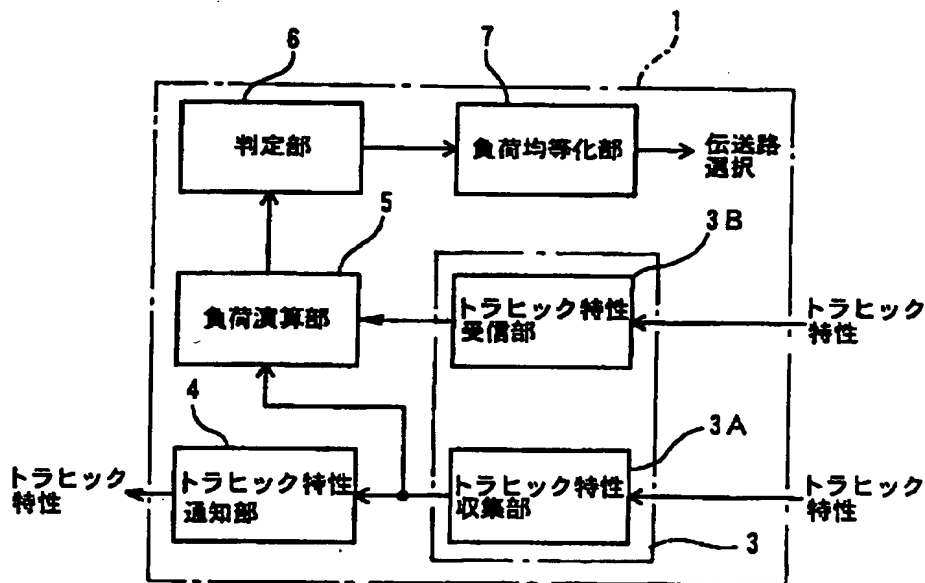 1
6
7
判定部
負荷均等化部
伝送路
選択
5
3B
負荷演算部
トラヒック特性
受信部
トラヒック
特性
4
3A
トラヒック
特性
トラヒック特性
通知部
トラヒック特性
収集部
トラヒック
特性
3